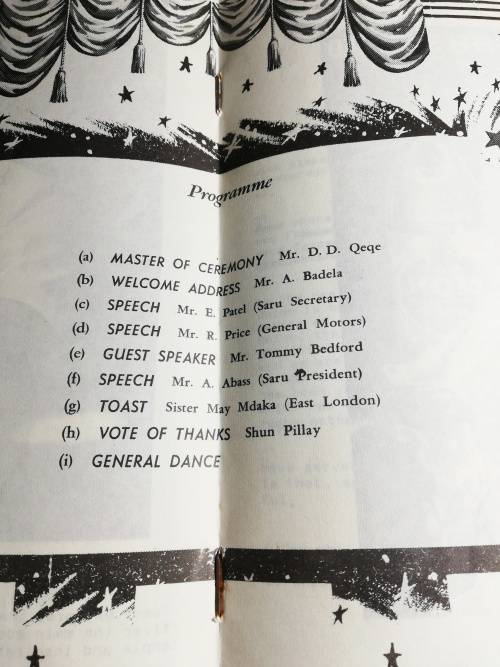 Programme
(a) MASTER OF CEREMONY Mr. D. D. Qeqe
(b) WELCOME ADDRESS Mr. A. Badela
(c) SPEECH Mr. E. Patel (Saru Secretary)
(d) SPEECH Mr. R. Price (General Motors)
(e) GUEST SPEAKER Mr. Tommy Bedford
(f) SPEECH Mr. A. Abass (Saru President)
(g) TOAST Sister May Mdaka (East London)
(h) VOTE OF THANKS Shun Pillay
(i) GENERAL DANCE